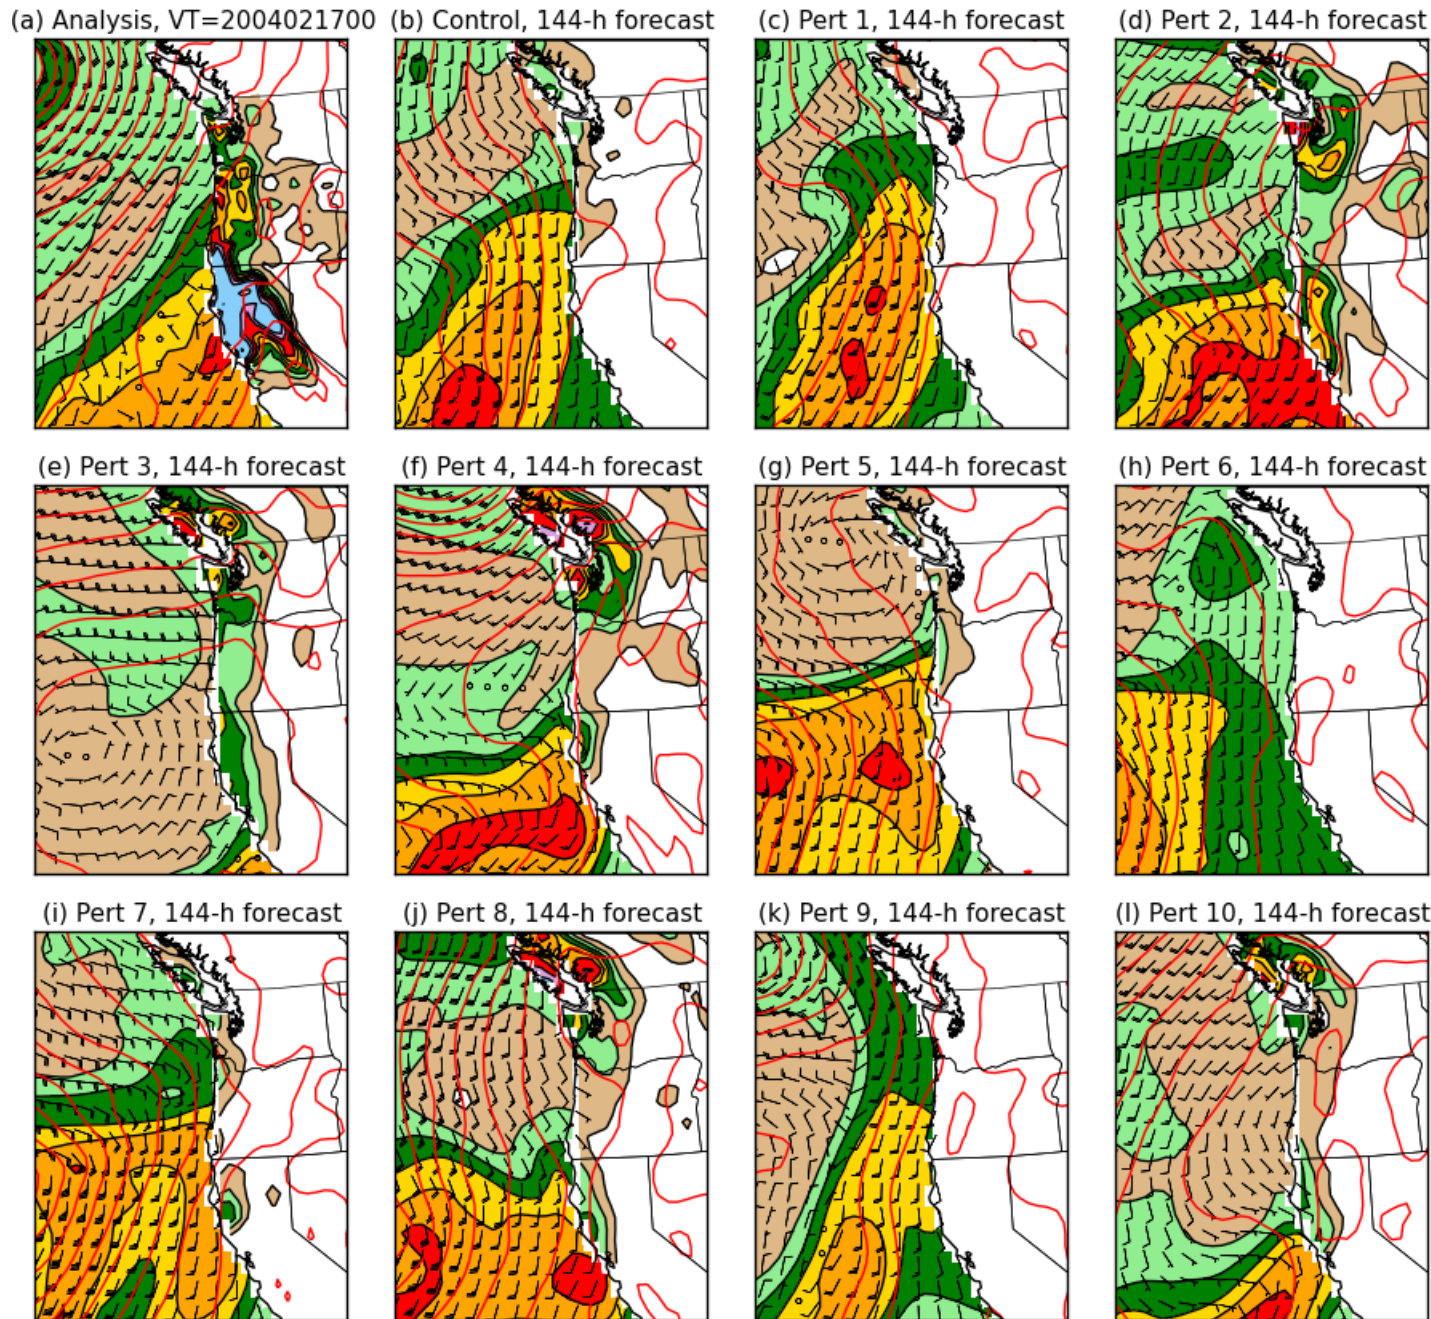 (a) Analysis, VT=2004021700
(b) Control, 144-h forecast
(c) Pert 1, 144-h forecast
(d) Pert 2, 144-h forecast
(e) Pert 3, 144-h forecast
(f) Pert 4, 144-h forecast
(g) Pert 5, 144-h forecast
(h) Pert 6, 144-h forecast
(i) Pert 7, 144-h forecast
(j) Pert 8, 144-h forecast
(k) Pert 9, 144-h forecast
(l) Pert 10, 144-h forecast